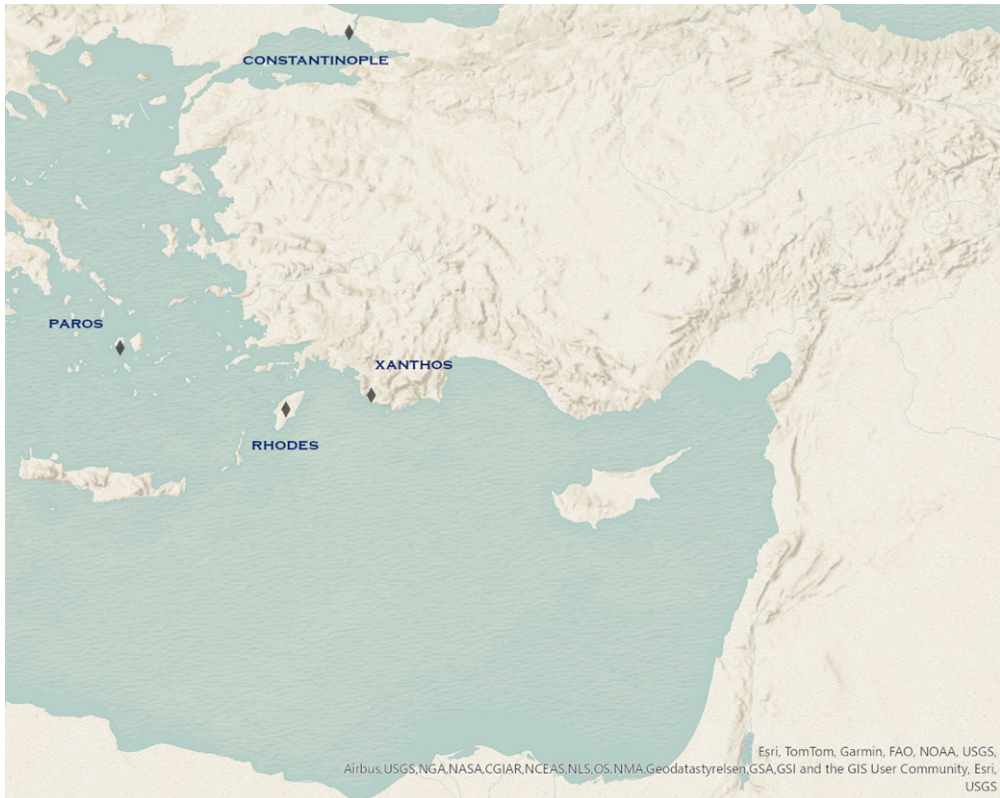 CONSTANTINOPLE
PAROS
XANTHOS
RHODES
Esri, TomTom, Garmin, FAO, NOAA, USGS,
Airbus,USGS,NGA,NASA,CGIAR,NCEAS,NLS,OS,NMA,Geodatastyrelsen,GSA,GSI and the GIS User Community, Esri,
USGS